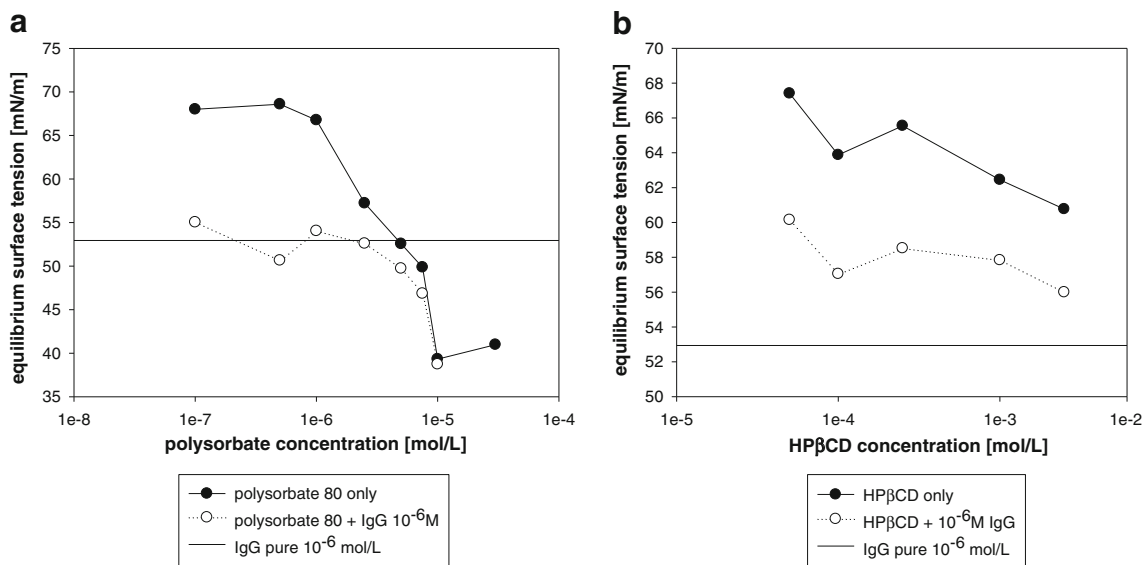 a
75
70
65
60
55
50
45
40
35
equilibrium surface tension [mN/m]
1e-8 1e-7 1e-6 1e-5 1e-4
polysorbate concentration [mol/L]
polysorbate 80 only
polysorbate 80 + IgG 10⁻⁶M
IgG pure 10⁻⁶ mol/L
b
70
68
66
64
62
60
58
56
54
52
50
equilibrium surface tension [mN/m]
1e-5 1e-4 1e-3 1e-2
HPβCD concentration [mol/L]
HPβCD only
HPβCD + 10⁻⁶M IgG
IgG pure 10⁻⁶ mol/L